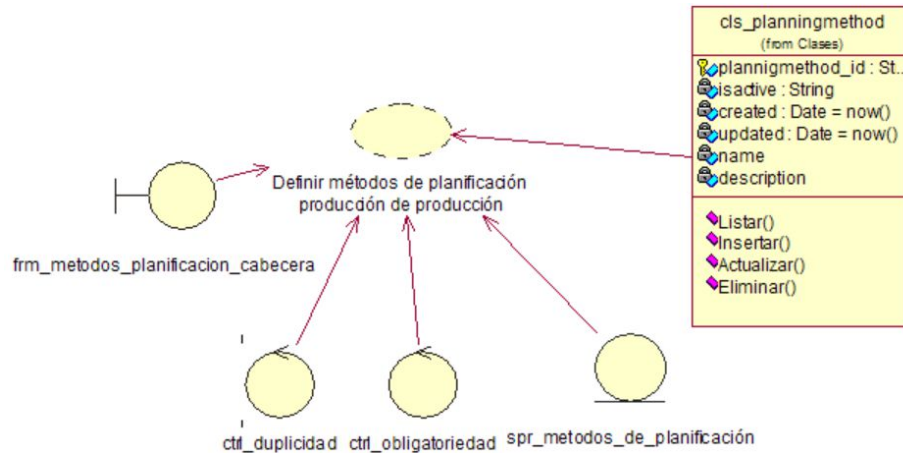 cls_planningmethod
(from Clases)
plannigmethod_id : St..
isactive : String
created : Date = now()
updated : Date = now()
name
description
Listar()
Insertar()
Actualizar()
Eliminar()
Definir métodos de planificación
producción de producción
frm_metodos_planificacion_cabecera
ctrl_duplicidad
ctrl_obligatoriedad
spr_metodos_de_planificación